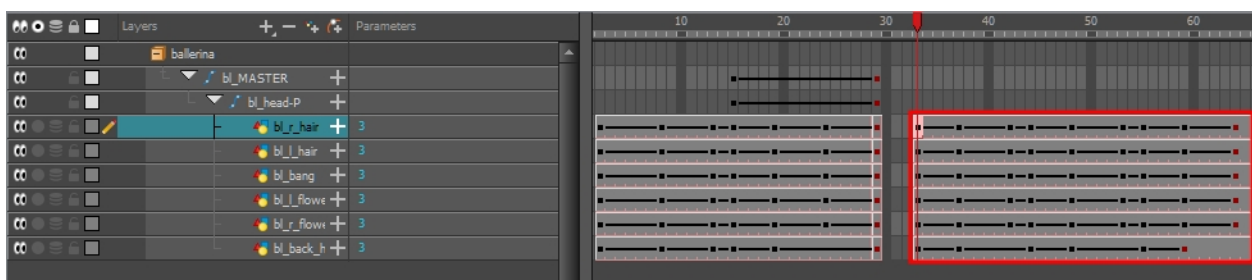 Layers Parameters 10 20 30 40 50 60
ballerina
bl_MASTER
bl_head-P
bl_r_hair 3
bl_l_hair 3
bl_bang 3
bl_l_flowe 3
bl_r_flowe 3
bl_back_h 3